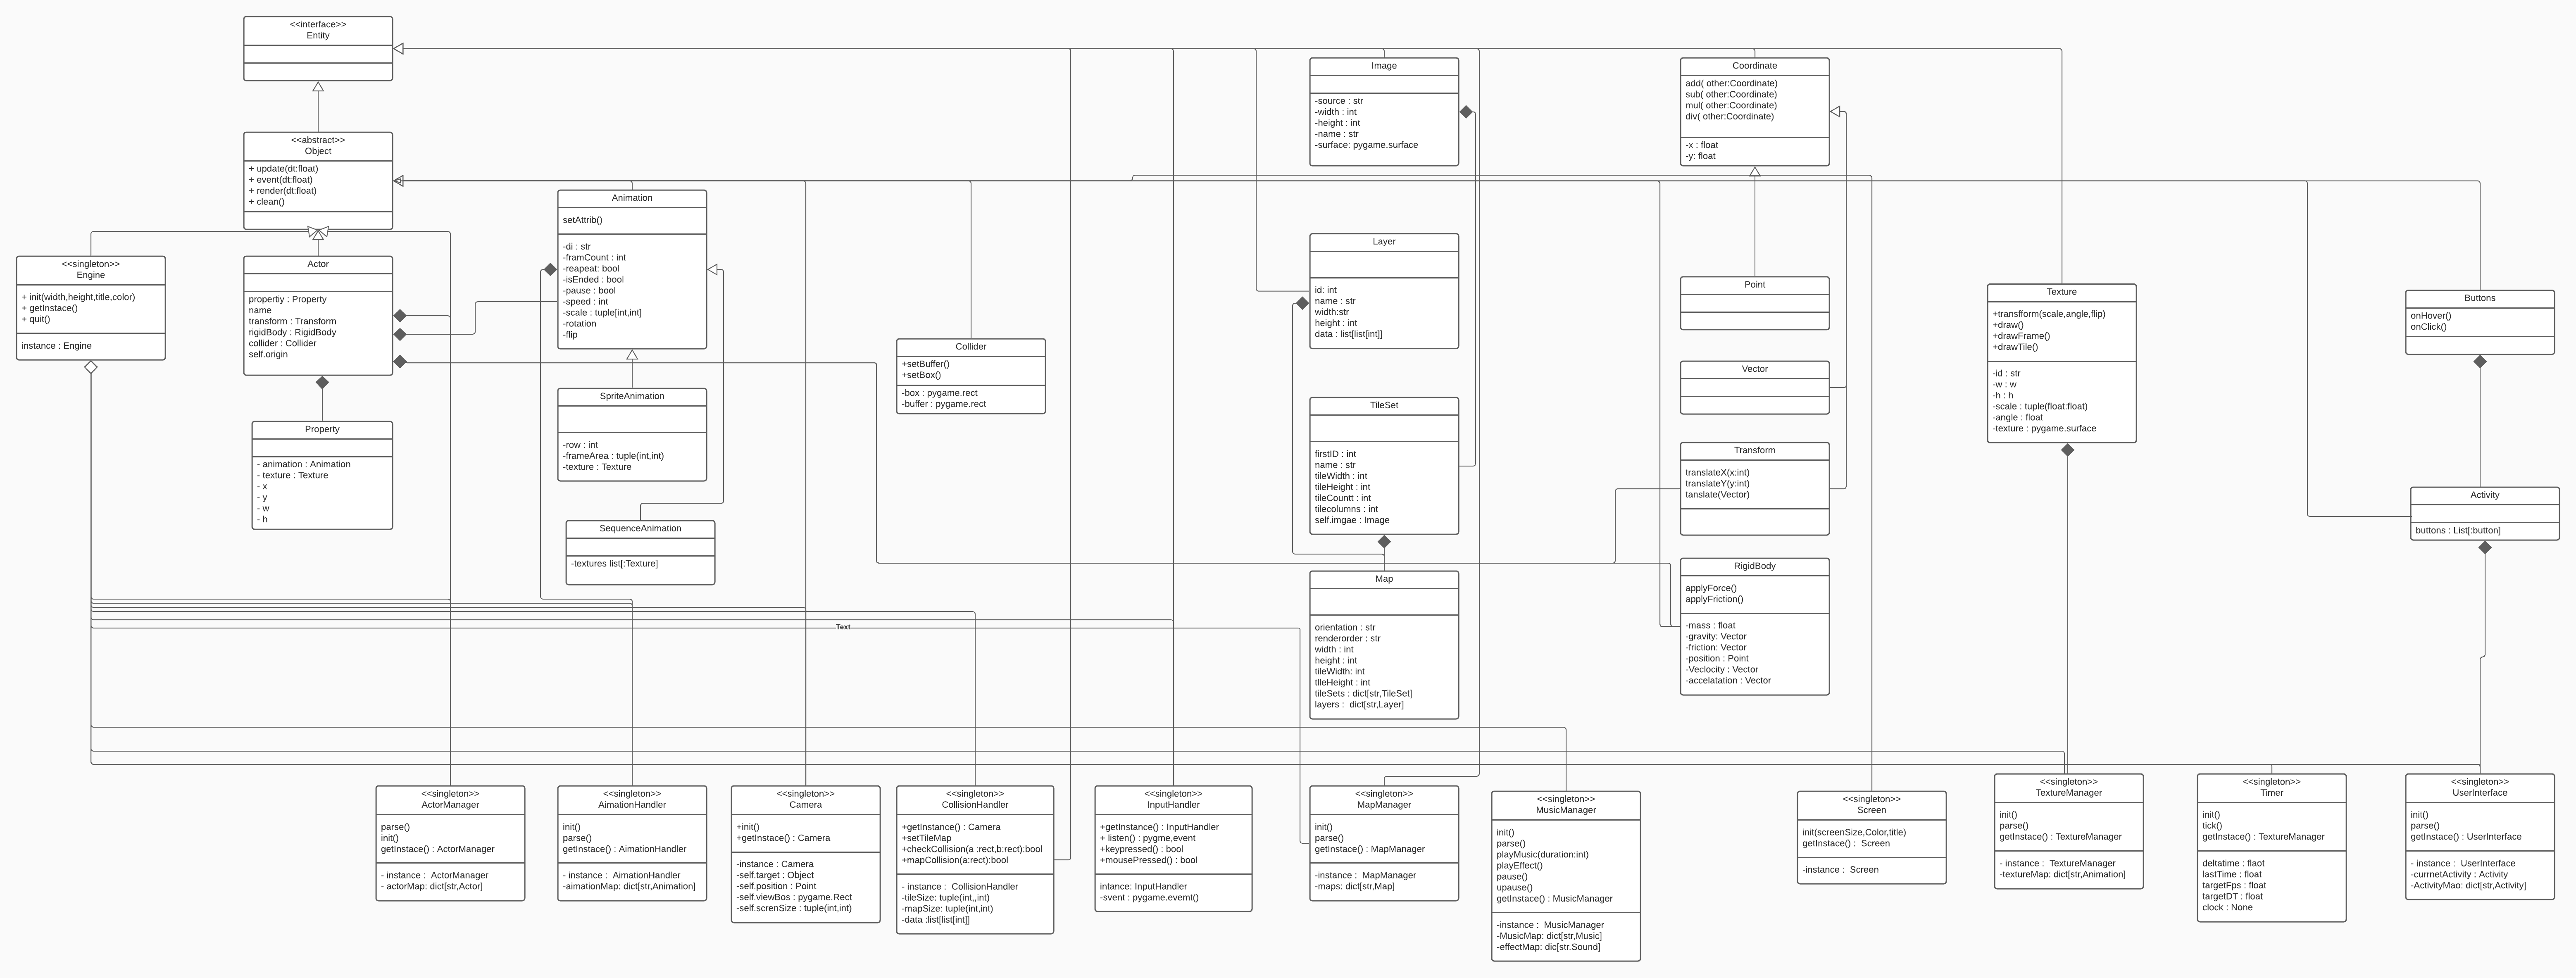 <<interface>>
Entity
<<abstract>>
Object
+ update(dt:float)
+ event(dt:float)
+ render(dt:float)
+ clean()
<<singleton>>
Engine
+ init(width,height,title,color)
+ getInstace()
+ quit()
instance : Engine
Actor
propertiy : Property
name
transform : Transform
rigidBody : RigidBody
collider : Collider
self.origin
Property
- animation : Animation
- texture : Texture
- x
- y
- w
- h
Animation
setAttrib()
-di : str
-framCount : int
-reapeat: bool
-isEnded : bool
-pause : bool
-speed : int
-scale : tuple[int,int]
-rotation
-flip
SpriteAnimation
-row : int
-frameArea : tuple(int,int)
-texture : Texture
SequenceAnimation
-textures list[:Texture]
Collider
+setBuffer()
+setBox()
-box : pygame.rect
-buffer : pygame.rect
Image
-source : str
-width : int
-height : int
-name : str
-surface: pygame.surface
Layer
id: int
name : str
width:str
height : int
data : list[list[int]]
TileSet
firstID : int
name : str
tileWidth : int
tileHeight : int
tileCountt : int
tilecolumns : int
self.imgae : Image
Map
orientation : str
renderorder : str
width : int
height : int
tileWidth: int
tlleHeight : int
tileSets : dict[str,TileSet]
layers :  dict[str,Layer]
Coordinate
add( other:Coordinate)
sub( other:Coordinate)
mul( other:Coordinate)
div( other:Coordinate)
-x : float
-y: float
Point
Vector
Transform
translateX(x:int)
translateY(y:int)
tanslate(Vector)
RigidBody
applyForce()
applyFriction()
-mass : float
-gravity: Vector
-friction: Vector
-position : Point
-Veclocity : Vector
-accelatation : Vector
Texture
+transfform(scale,angle,flip)
+draw()
+drawFrame()
+drawTile()
-id : str
-w : w
-h : h
-scale : tuple(float:float)
-angle : float
-texture : pygame.surface
Buttons
onHover()
onClick()
Activity
buttons : List[:button]
Text
<<singleton>>
ActorManager
parse()
init()
getInstace() : ActorManager
- instance :  ActorManager
- actorMap: dict[str,Actor]
<<singleton>>
AimationHandler
init()
parse()
getInstace() : AimationHandler
- instance :  AimationHandler
-aimationMap: dict[str,Animation]
<<singleton>>
Camera
+init()
+getInstace() : Camera
-instance : Camera
-self.target : Object
-self.position : Point
-self.viewBos : pygame.Rect
-self.screnSize : tuple(int,int)
<<singleton>>
CollisionHandler
+getInstance() : Camera
+setTileMap
+checkCollision(a :rect,b:rect):bool
+mapCollision(a:rect):bool
- instance :  CollisionHandler
-tileSize: tuple(int,,int)
-mapSize: tuple(int,int)
-data :list[list[int]]
<<singleton>>
InputHandler
+getInstance() : InputHandler
+ listen() : pygme.event
+keypressed() : bool
+mousePressed() : bool
intance: InputHandler
-svent : pygame.evemt()
<<singleton>>
MapManager
init()
parse()
getInstace() : MapManager
-instance :  MapManager
-maps: dict[str,Map]
<<singleton>>
MusicManager
init()
parse()
playMusic(duration:int)
playEffect()
pause()
upause()
getInstace() : MusicManager
-instance :  MusicManager
-MusicMap: dict[str,Music]
-effectMap: dic[str.Sound]
<<singleton>>
Screen
init(screenSize,Color,title)
getInstace() :  Screen
-instance :  Screen
<<singleton>>
TextureManager
init()
parse()
getInstace() : TextureManager
- instance :  TextureManager
-textureMap: dict[str,Animation]
<<singleton>>
Timer
init()
tick()
getInstace() : TextureManager
deltatime : flaot
lastTime : float
targetFps : float
targetDT : float
clock : None
<<singleton>>
UserInterface
init()
parse()
getInstace() : UserInterface
- instance :  UserInterface
-currnetActivity : Activity
-ActivityMao: dict[str,Activity]